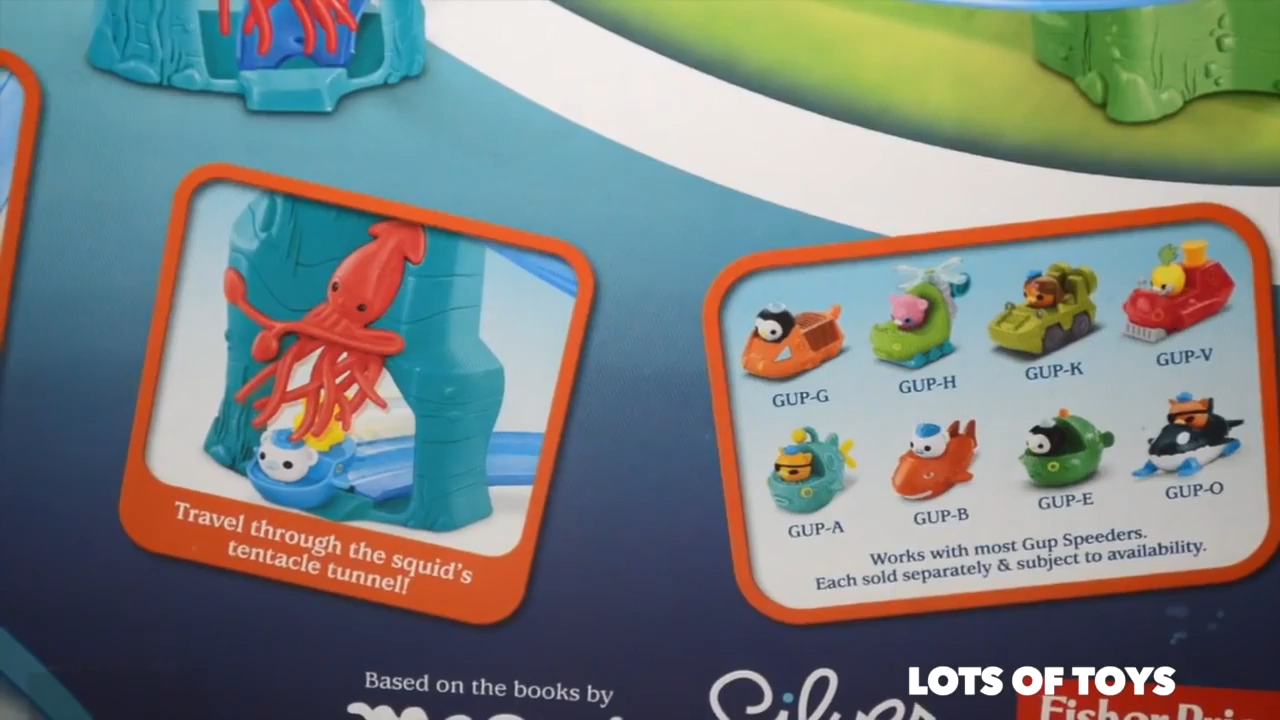 GUP-G
GUP-H
GUP-K
GUP-V
GUP-A
GUP-B
GUP-E
GUP-O
Works with most Gup Speeders.
Each sold separately & subject to availability.
Travel through the squid's
tentacle tunnel!
Based on the books by
LOTS OF TOYS